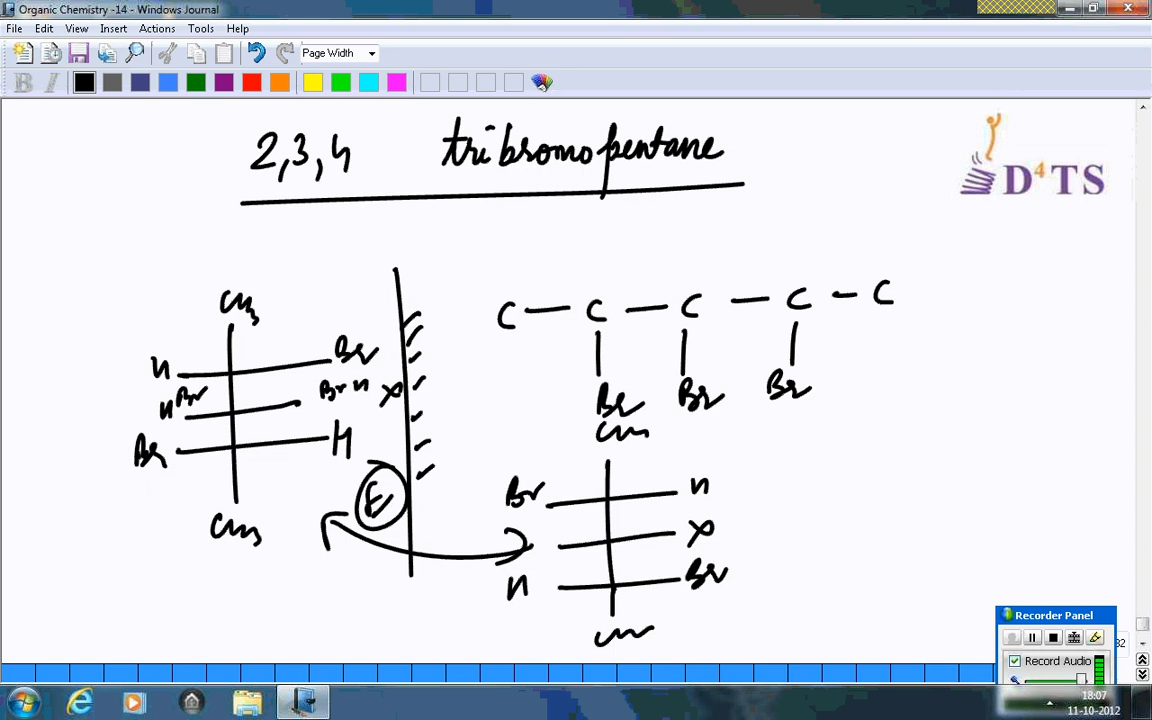 Organic Chemistry -14 - Windows Journal
File Edit View Insert Actions Tools Help
Page Width
B I
2,3,4 tribromopentane
D4TS
C - C - C - C - C
Br Br Br
CH3
H Br
H Br Br H X
Br H
CH3
E
CH3
Br H
X
H Br
CH3
Recorder Panel
Record Audio
32
18:07
11-10-2012